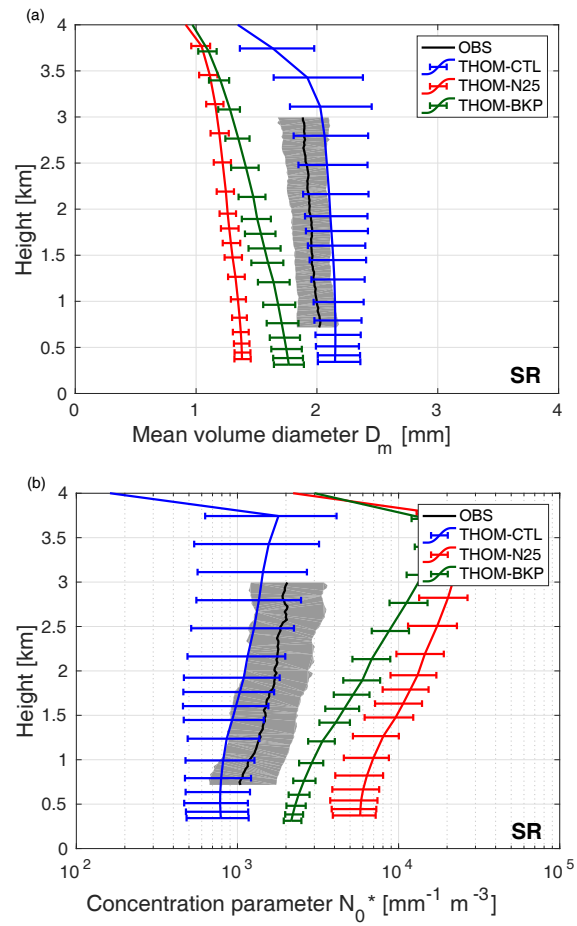 (a)
4
3.5
3
2.5
2
1.5
1
0.5
0
Height [km]
OBS
THOM-CTL
THOM-N25
THOM-BKP
SR
0 1 2 3 4
Mean volume diameter D_m [mm]
(b)
4
3.5
3
2.5
2
1.5
1
0.5
0
Height [km]
OBS
THOM-CTL
THOM-N25
THOM-BKP
SR
10^2 10^3 10^4 10^5
Concentration parameter N_0* [mm^-1 m^-3]